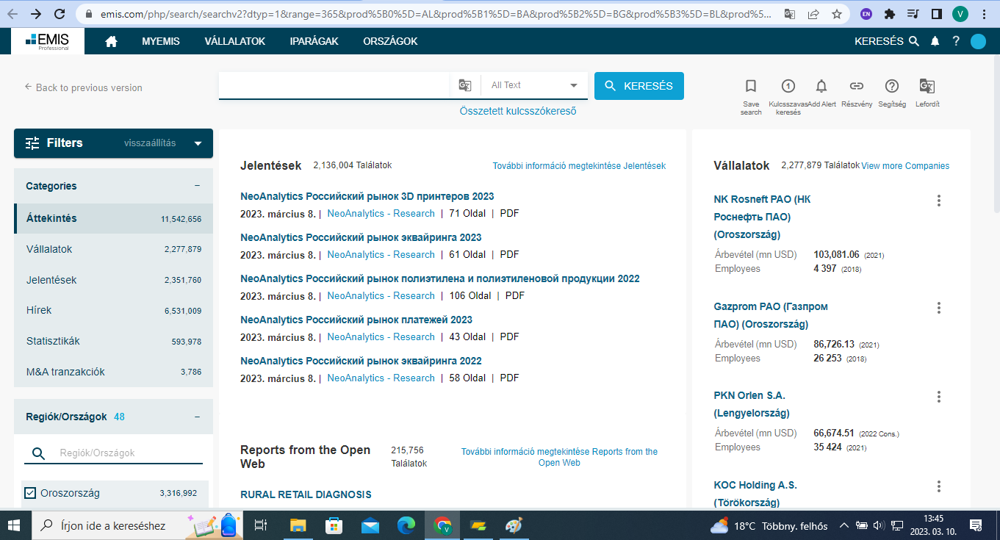 emis.com/php/search/searchv2?dtyp=1&range=365&prod%5B0%5D=AL&prod%5B1%5D=BA&prod%5B2%5D=BG&prod%5B3%5D=BL&prod%5...
EN
V
EMIS
Professional
MYEMIS
VÁLLALATOK
IPARÁGAK
ORSZÁGOK
KERESÉS
?
Back to previous version
All Text
KERESÉS
Összetett kulcsszókereső
Save search
1
Kulcsszavas keresés
Add Alert
Részvény
Segítség
Lefordít
Filters
visszaállítás
Categories –
Áttekintés 11,542,656
Vállalatok 2,277,879
Jelentések 2,351,760
Hírek 6,531,009
Statisztikák 593,978
M&A tranzakciók 3,786
Regiók/Országok 48 –
Regiók/Országok
Oroszország 3,316,992
Jelentések 2,136,004 Találatok További információ megtekintése Jelentések
NeoAnalytics Российский рынок 3D принтеров 2023
2023. március 8. | NeoAnalytics - Research | 71 Oldal | PDF
NeoAnalytics Российский рынок эквайринга 2023
2023. március 8. | NeoAnalytics - Research | 61 Oldal | PDF
NeoAnalytics Российский рынок полиэтилена и полиэтиленовой продукции 2022
2023. március 8. | NeoAnalytics - Research | 106 Oldal | PDF
NeoAnalytics Российский рынок платежей 2023
2023. március 8. | NeoAnalytics - Research | 43 Oldal | PDF
NeoAnalytics Российский рынок эквайринга 2022
2023. március 8. | NeoAnalytics - Research | 58 Oldal | PDF
Reports from the Open
Web
215,756
Találatok
További információ megtekintése Reports from the
Open Web
RURAL RETAIL DIAGNOSIS
Vállalatok 2,277,879 Találatok View more Companies
NK Rosneft PAO (НК
Роснефть ПАО)
(Oroszország)
Árbevétel (mn USD) 103,081.06 (2021)
Employees 4 397 (2018)
Gazprom PAO (Газпром
ПАО) (Oroszország)
Árbevétel (mn USD) 86,726.13 (2021)
Employees 26 253 (2018)
PKN Orlen S.A.
(Lengyelország)
Árbevétel (mn USD) 66,674.51 (2022 Cons.)
Employees 35 424 (2021)
KOC Holding A.S.
(Törökország)
Írjon ide a kereséshez
18°C Többny. felhős
13:45
2023. 03. 10.